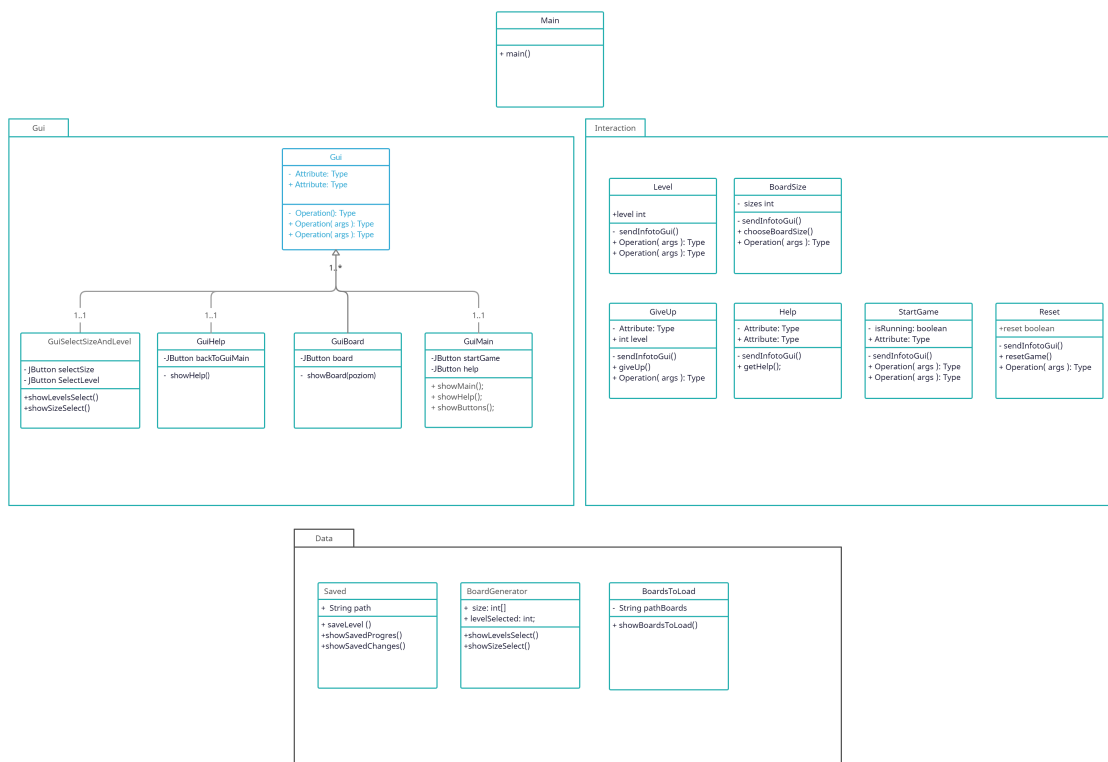 Main
+ main()
Gui
Gui
- Attribute: Type
+ Attribute: Type
- Operation(): Type
+ Operation( args ): Type
+ Operation( args ): Type
1..*
1..1
1..1
1..1
GuiSelectSizeAndLevel
- JButton selectSize
- JButton SelectLevel
+showLevelsSelect()
+showSizeSelect()
GuiHelp
-JButton backToGuiMain
- showHelp()
GuiBoard
-JButton board
- showBoard(poziom)
GuiMain
-JButton startGame
-JButton help
+ showMain();
+ showHelp();
+ showButtons();
Interaction
Level
+level int
- sendInfotoGui()
+ Operation( args ): Type
+ Operation( args ): Type
BoardSize
- sizes int
- sendInfotoGui()
+ chooseBoardSize()
+ Operation( args ): Type
GiveUp
- Attribute: Type
+ int level
- sendInfotoGui()
+ giveUp()
+ Operation( args ): Type
Help
- Attribute: Type
+ Attribute: Type
- sendInfotoGui()
+ getHelp();
StartGame
- isRunning: boolean
+ Attribute: Type
- sendInfotoGui()
+ Operation( args ): Type
+ Operation( args ): Type
Reset
+reset boolean
- sendInfotoGui()
+ resetGame()
+ Operation( args ): Type
Data
Saved
+ String path
+ saveLevel ()
+showSavedProgres()
+showSavedChanges()
BoardGenerator
+ size: int[]
+ levelSelected: int;
+showLevelsSelect()
+showSizeSelect()
BoardsToLoad
- String pathBoards
+ showBoardsToLoad()